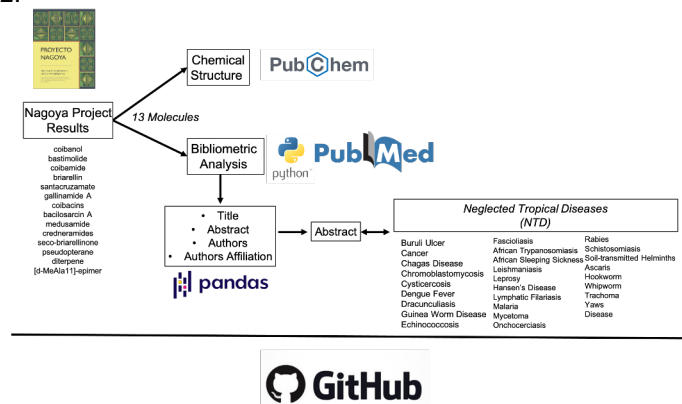 PROYECTO
NAGOYA
Nagoya Project
Results
coibanol
bastimolide
coibamide
briarellin
santacruzamate
gallinamide A
coibacins
bacilosarcin A
medusamide
credneramides
seco-briarellinone
pseudopterane
diterpene
[d-MeAla11]-epimer
13 Molecules
Chemical
Structure
PubChem
Bibliometric
Analysis
python
PubMed
• Title
• Abstract
• Authors
• Authors Affiliation
pandas
Abstract
Neglected Tropical Diseases
(NTD)
Buruli Ulcer
Cancer
Chagas Disease
Chromoblastomycosis
Cysticercosis
Dengue Fever
Dracunculiasis
Guinea Worm Disease
Echinococcosis
Fascioliasis
African Trypanosomiasis
African Sleeping Sickness
Leishmaniasis
Leprosy
Hansen's Disease
Lymphatic Filariasis
Malaria
Mycetoma
Onchocerciasis
Rabies
Schistosomiasis
Soil-transmitted Helminths
Ascaris
Hookworm
Whipworm
Trachoma
Yaws
Disease
GitHub